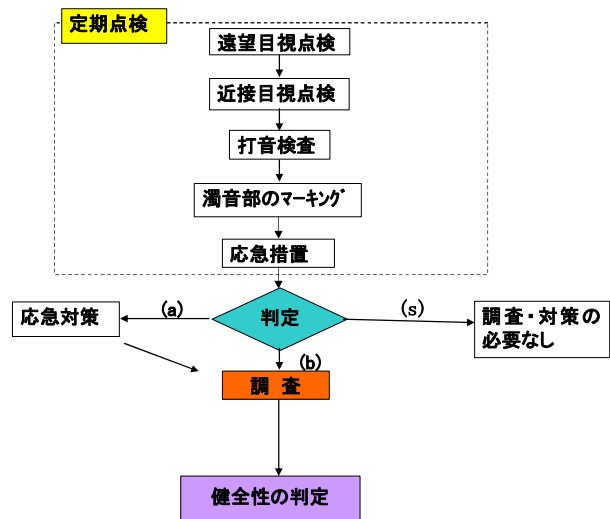 定期点検
遠望目視点検
近接目視点検
打音検査
濁音部のﾏｰｷﾝｸﾞ
応急措置
応急対策
(a)
判定
(s)
調査・対策の
必要なし
(b)
調 査
健全性の判定